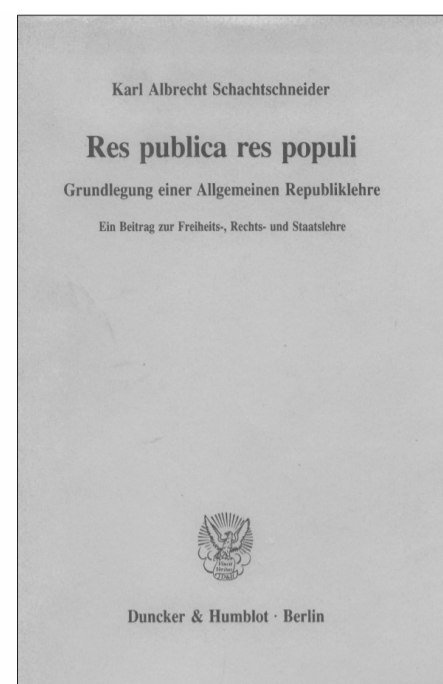 Karl Albrecht Schachtschneider
Res publica res populi
Grundlegung einer Allgemeinen Republiklehre
Ein Beitrag zur Freiheits-, Rechts- und Staatslehre
Duncker & Humblot · Berlin